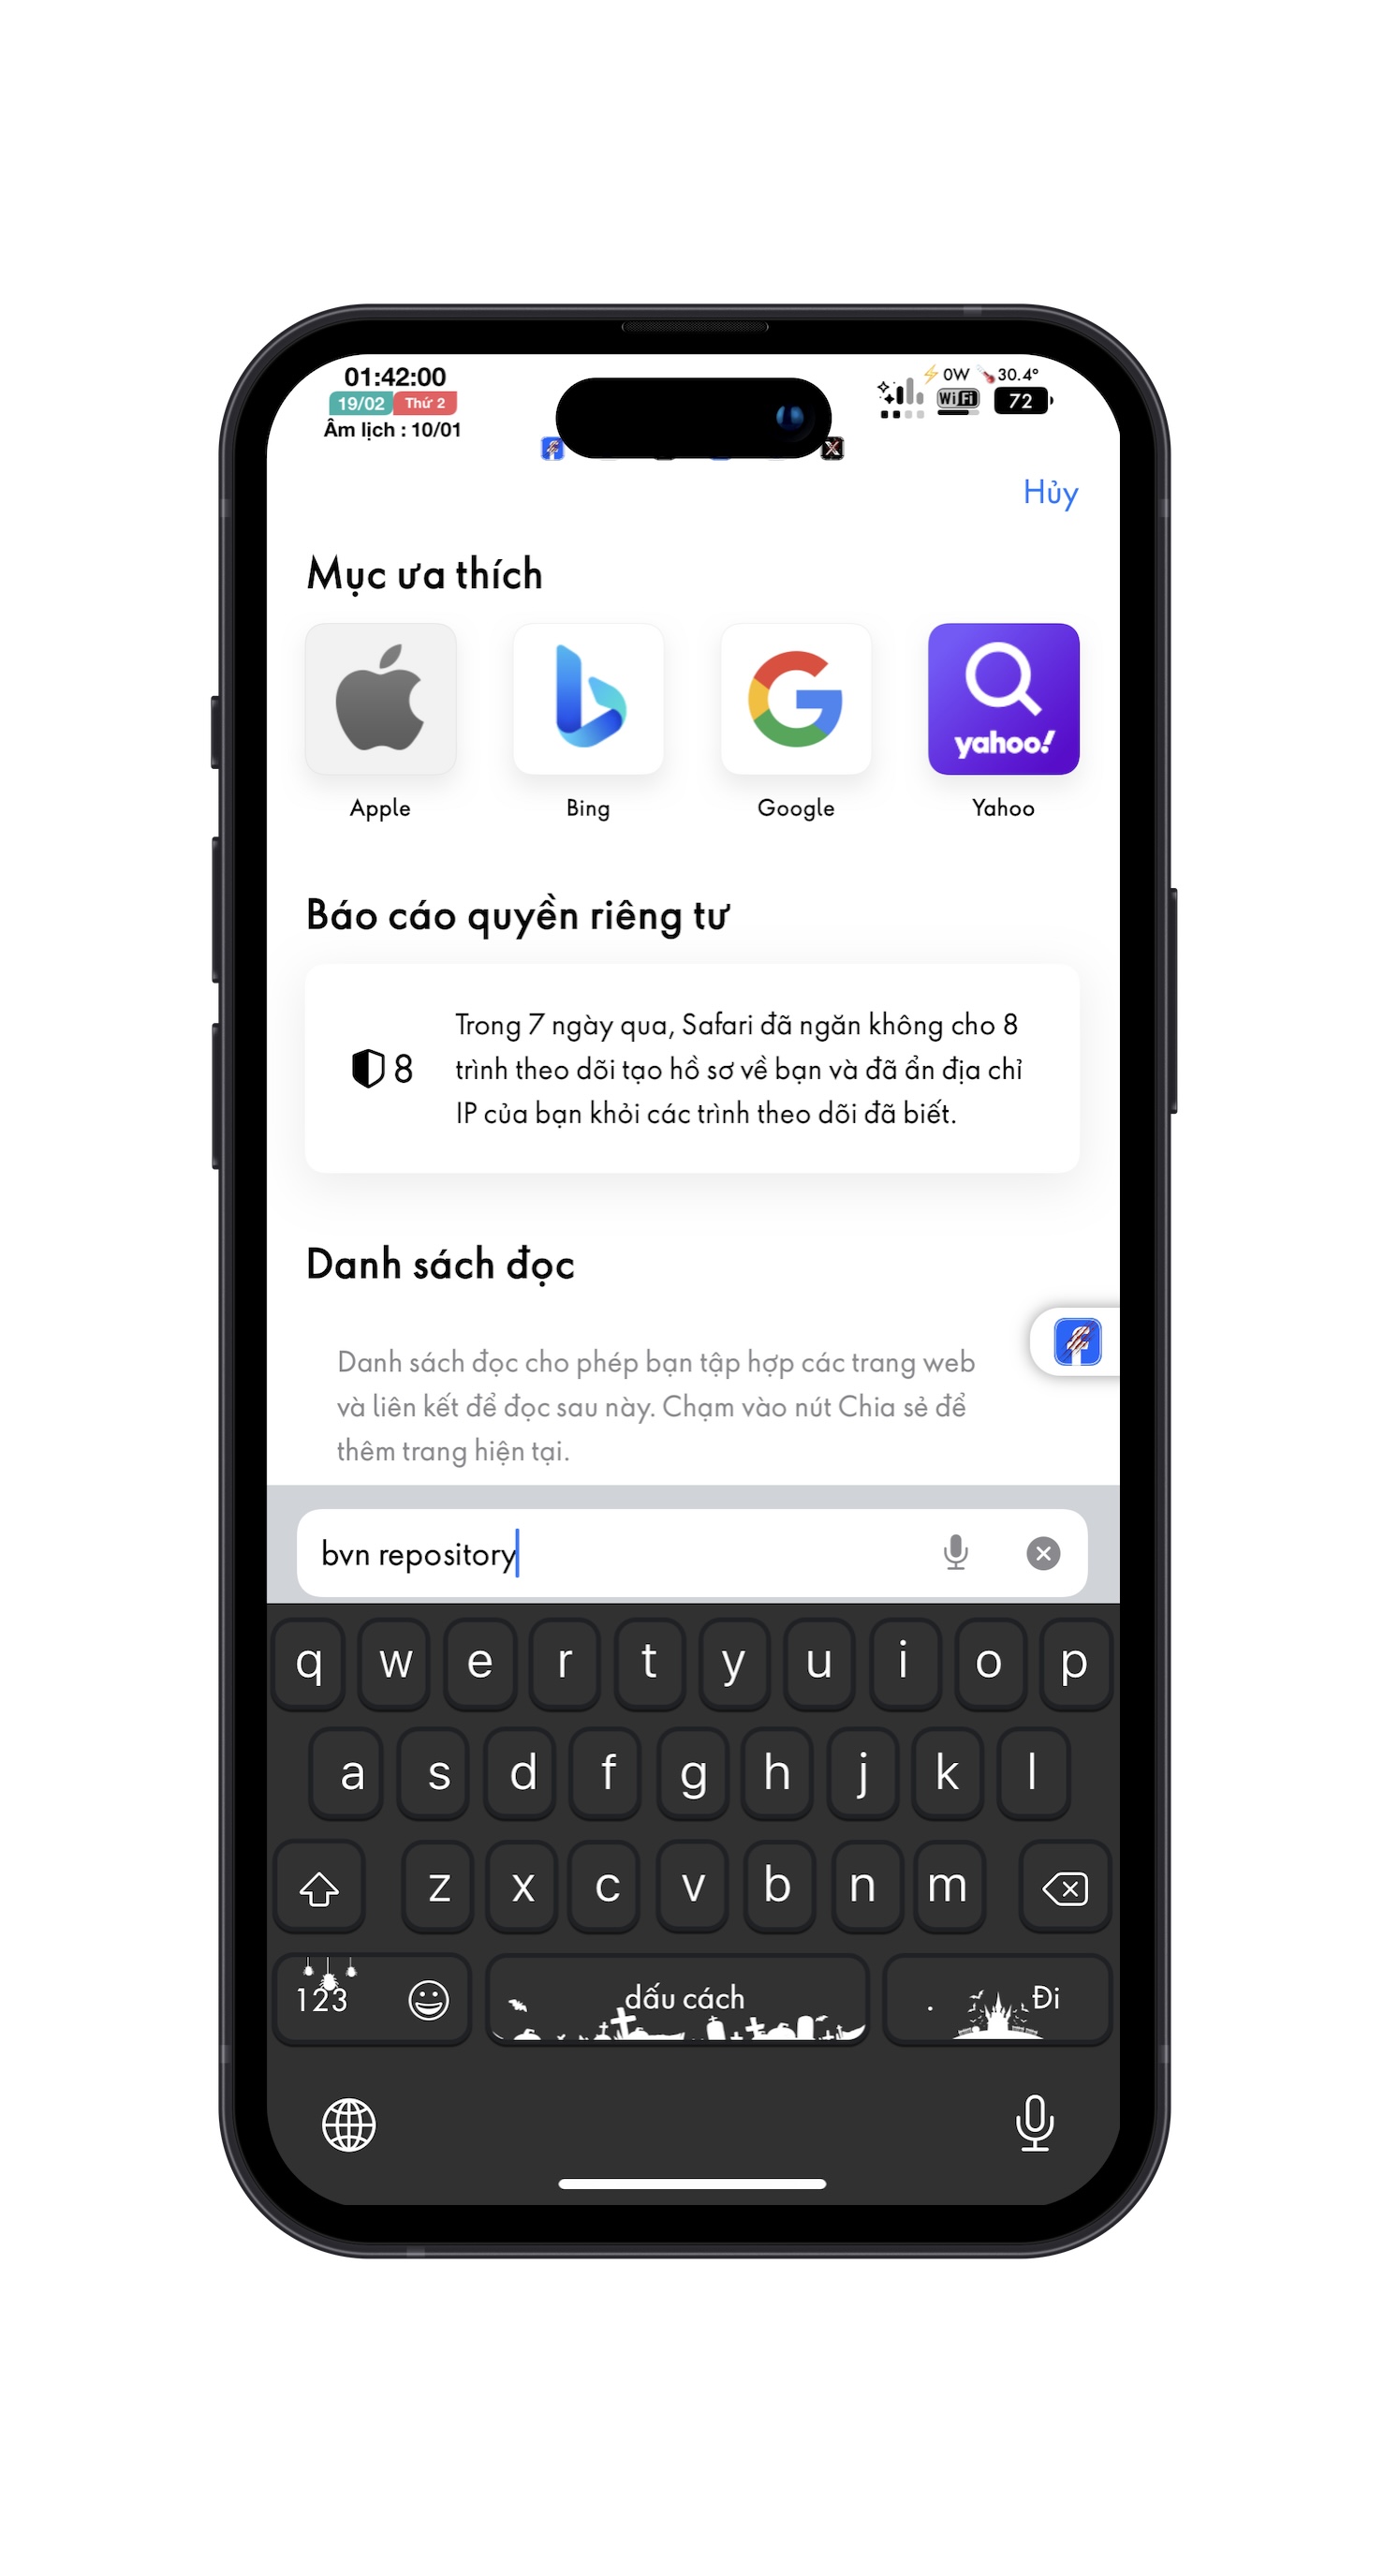 01:42:00
19/02 Thứ 2
Âm lịch : 10/01
⚡0W 30.4°
WiFi 72
Hủy
Mục ưa thích
yahoo!
Apple Bing Google Yahoo
Báo cáo quyền riêng tư
8
Trong 7 ngày qua, Safari đã ngăn không cho 8
trình theo dõi tạo hồ sơ về bạn và đã ẩn địa chỉ
IP của bạn khỏi các trình theo dõi đã biết.
Danh sách đọc
Danh sách đọc cho phép bạn tập hợp các trang web
và liên kết để đọc sau này. Chạm vào nút Chia sẻ để
thêm trang hiện tại.
bvn repository
q w e r t y u i o p
a s d f g h j k l
z x c v b n m
123 dấu cách . Đi